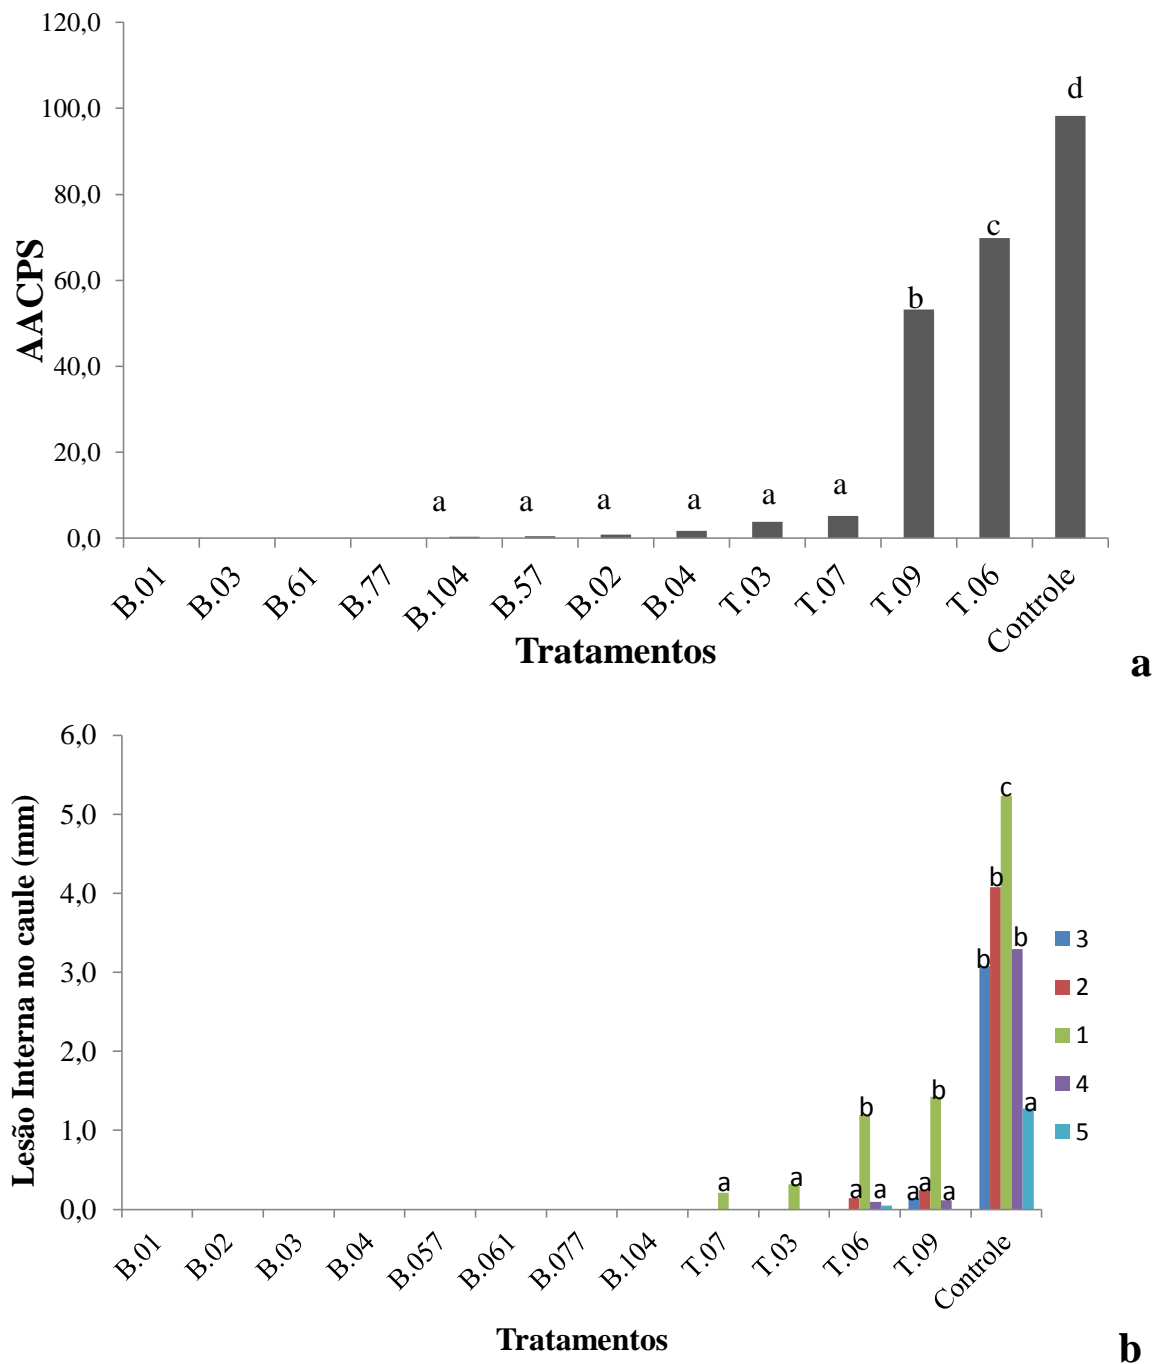 120,0
100,0
80,0
60,0
40,0
20,0
0,0
AACPS
a a a a a a b c d
B.01 B.03 B.61 B.77 B.104 B.57 B.02 B.04 T.03 T.07 T.09 T.06 Controle
Tratamentos
a
6,0
5,0
4,0
3,0
2,0
1,0
0,0
Lesão Interna no caule (mm)
a a a b a a a b a b b c b a
3
2
1
4
5
B.01 B.02 B.03 B.04 B.057 B.061 B.077 B.104 T.07 T.03 T.06 T.09 Controle
Tratamentos
b